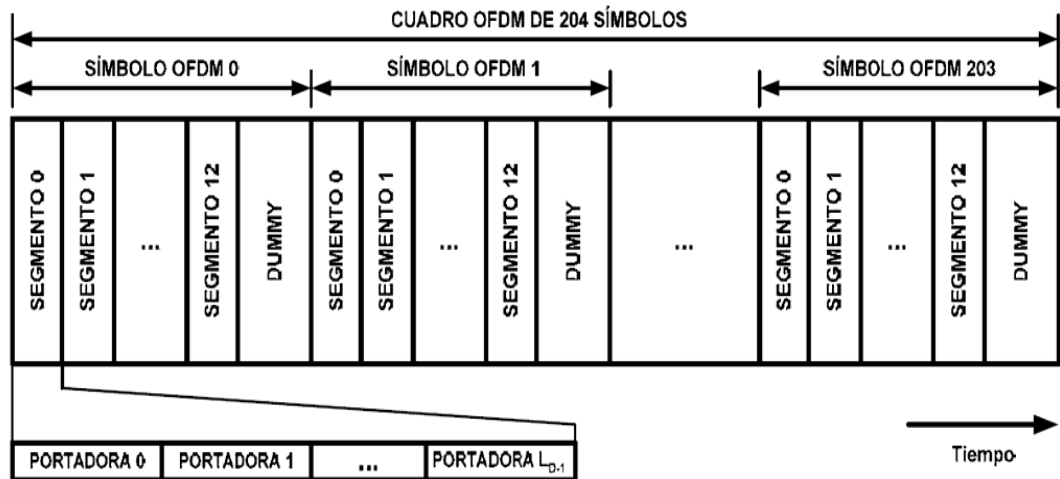 CUADRO OFDM DE 204 SÍMBOLOS
SÍMBOLO OFDM 0
SÍMBOLO OFDM 1
SÍMBOLO OFDM 203
SEGMENTO 0
SEGMENTO 1
...
SEGMENTO 12
DUMMY
SEGMENTO 0
SEGMENTO 1
...
SEGMENTO 12
DUMMY
...
SEGMENTO 0
SEGMENTO 1
...
SEGMENTO 12
DUMMY
PORTADORA 0
PORTADORA 1
...
PORTADORA L_D-1
Tiempo